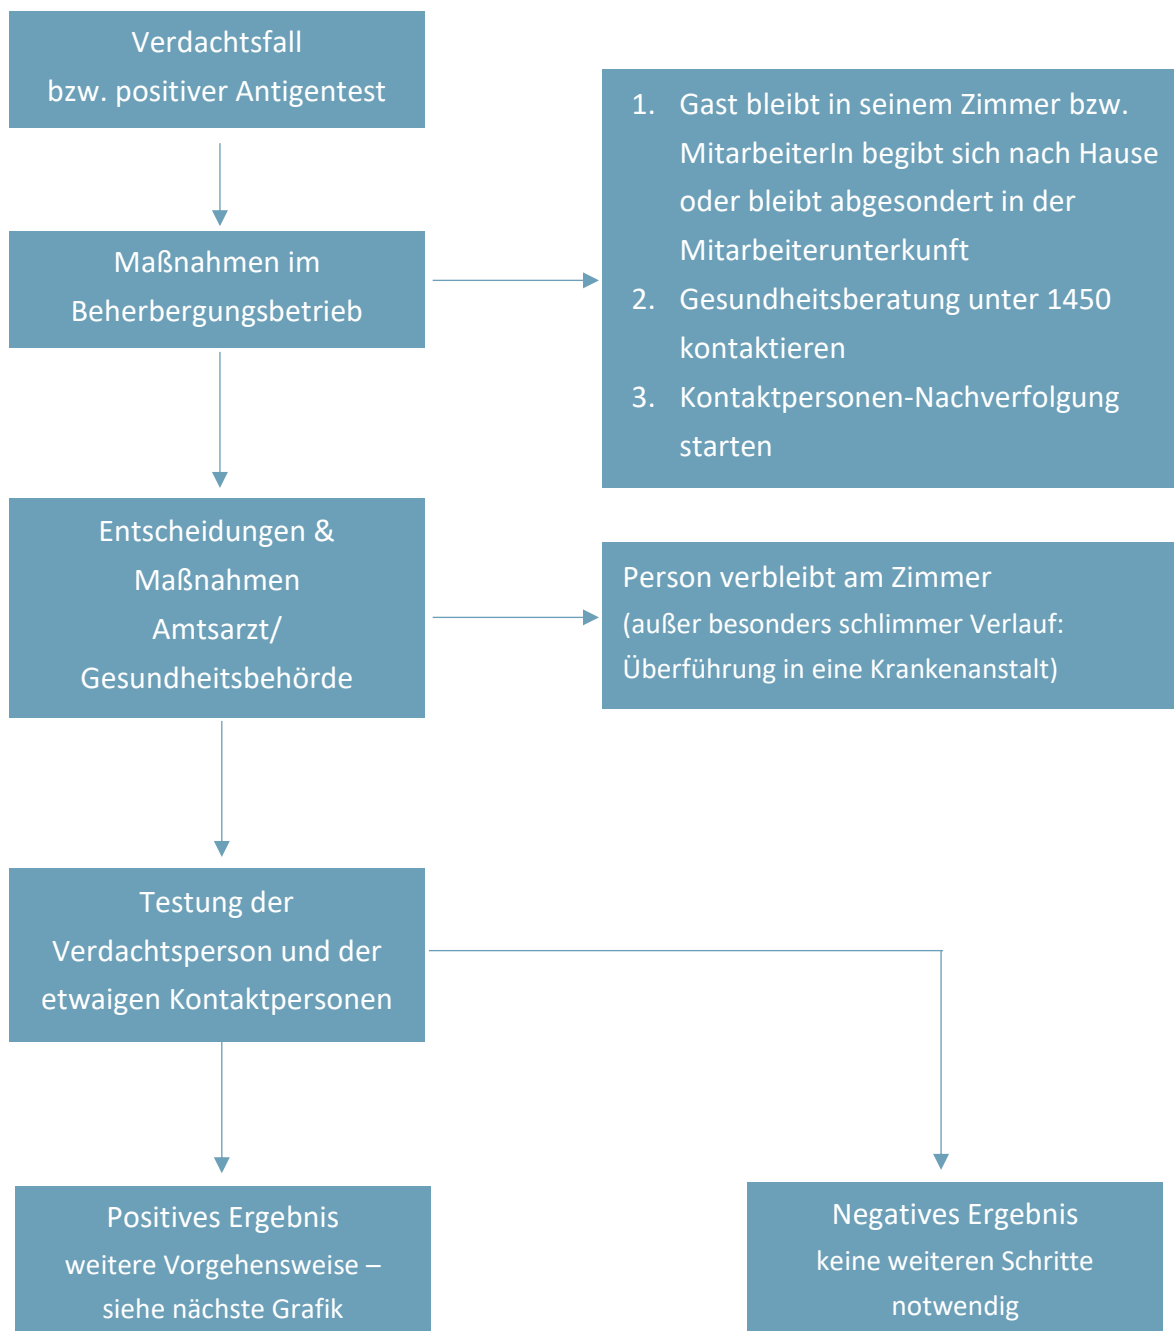 Verdachtsfall
bzw. positiver Antigentest
Maßnahmen im
Beherbergungsbetrieb
1. Gast bleibt in seinem Zimmer bzw.
MitarbeiterIn begibt sich nach Hause
oder bleibt abgesondert in der
Mitarbeiterunterkunft
2. Gesundheitsberatung unter 1450
kontaktieren
3. Kontaktpersonen-Nachverfolgung
starten
Entscheidungen &
Maßnahmen
Amtsarzt/
Gesundheitsbehörde
Person verbleibt am Zimmer
(außer besonders schlimmer Verlauf:
Überführung in eine Krankenanstalt)
Testung der
Verdachtsperson und der
etwaigen Kontaktpersonen
Positives Ergebnis
weitere Vorgehensweise –
siehe nächste Grafik
Negatives Ergebnis
keine weiteren Schritte
notwendig